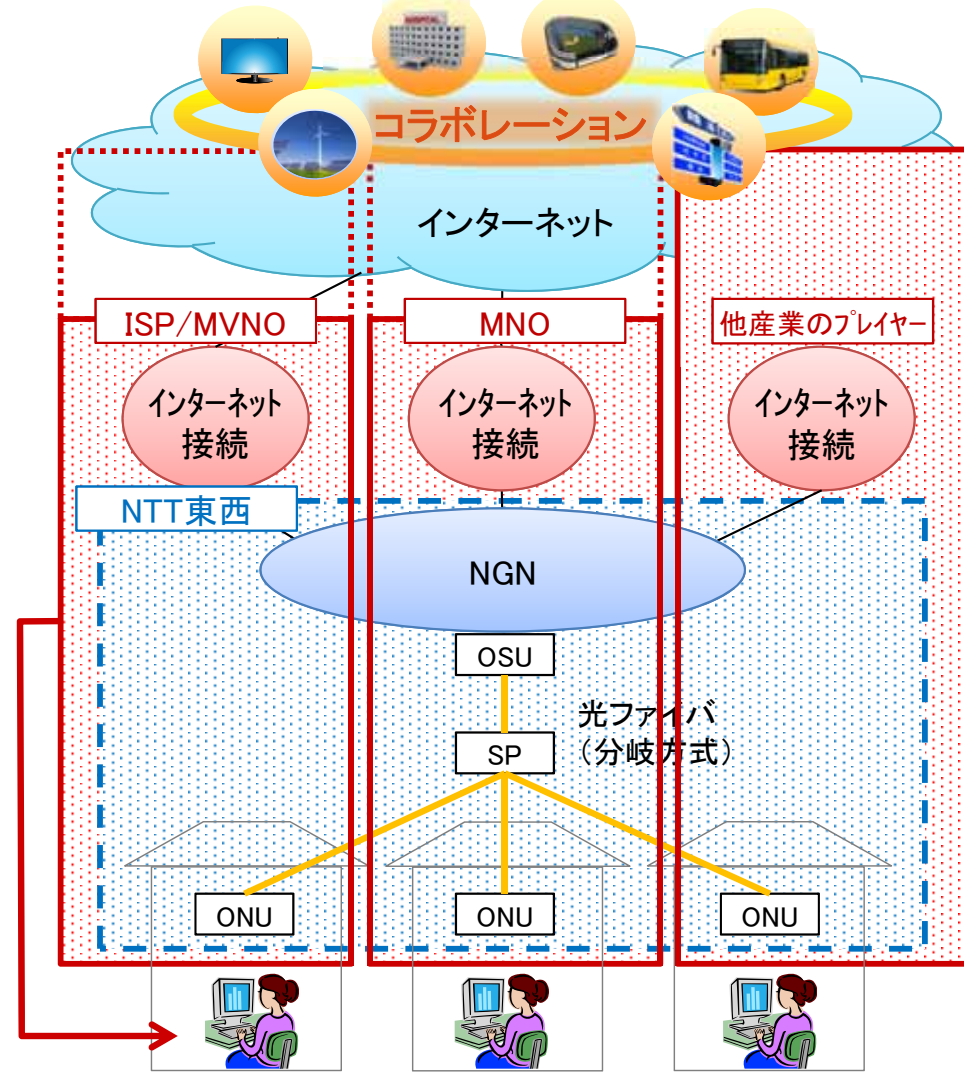 HOSPITAL
コラボレーション
インターネット
ISP/MVNO
MNO
他産業のプレイヤー
インターネット
接続
インターネット
接続
インターネット
接続
NTT東西
NGN
OSU
光ファイバ
（分岐方式）
SP
ONU
ONU
ONU